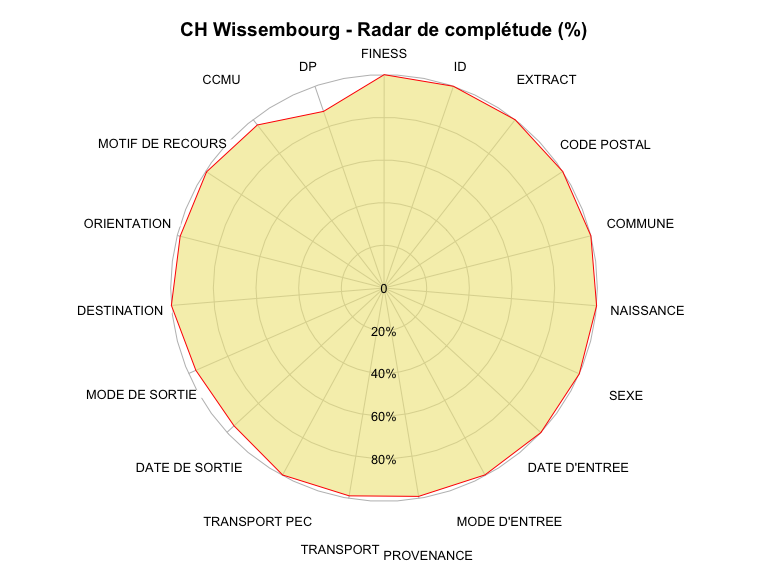 CH Wissembourg - Radar de complétude (%)
FINESS
DP
ID
CCMU
EXTRACT
MOTIF DE RECOURS
CODE POSTAL
ORIENTATION
COMMUNE
0
DESTINATION
NAISSANCE
20%
40%
MODE DE SORTIE
SEXE
60%
80%
DATE DE SORTIE
DATE D'ENTREE
TRANSPORT PEC
MODE D'ENTREE
TRANSPORT
PROVENANCE